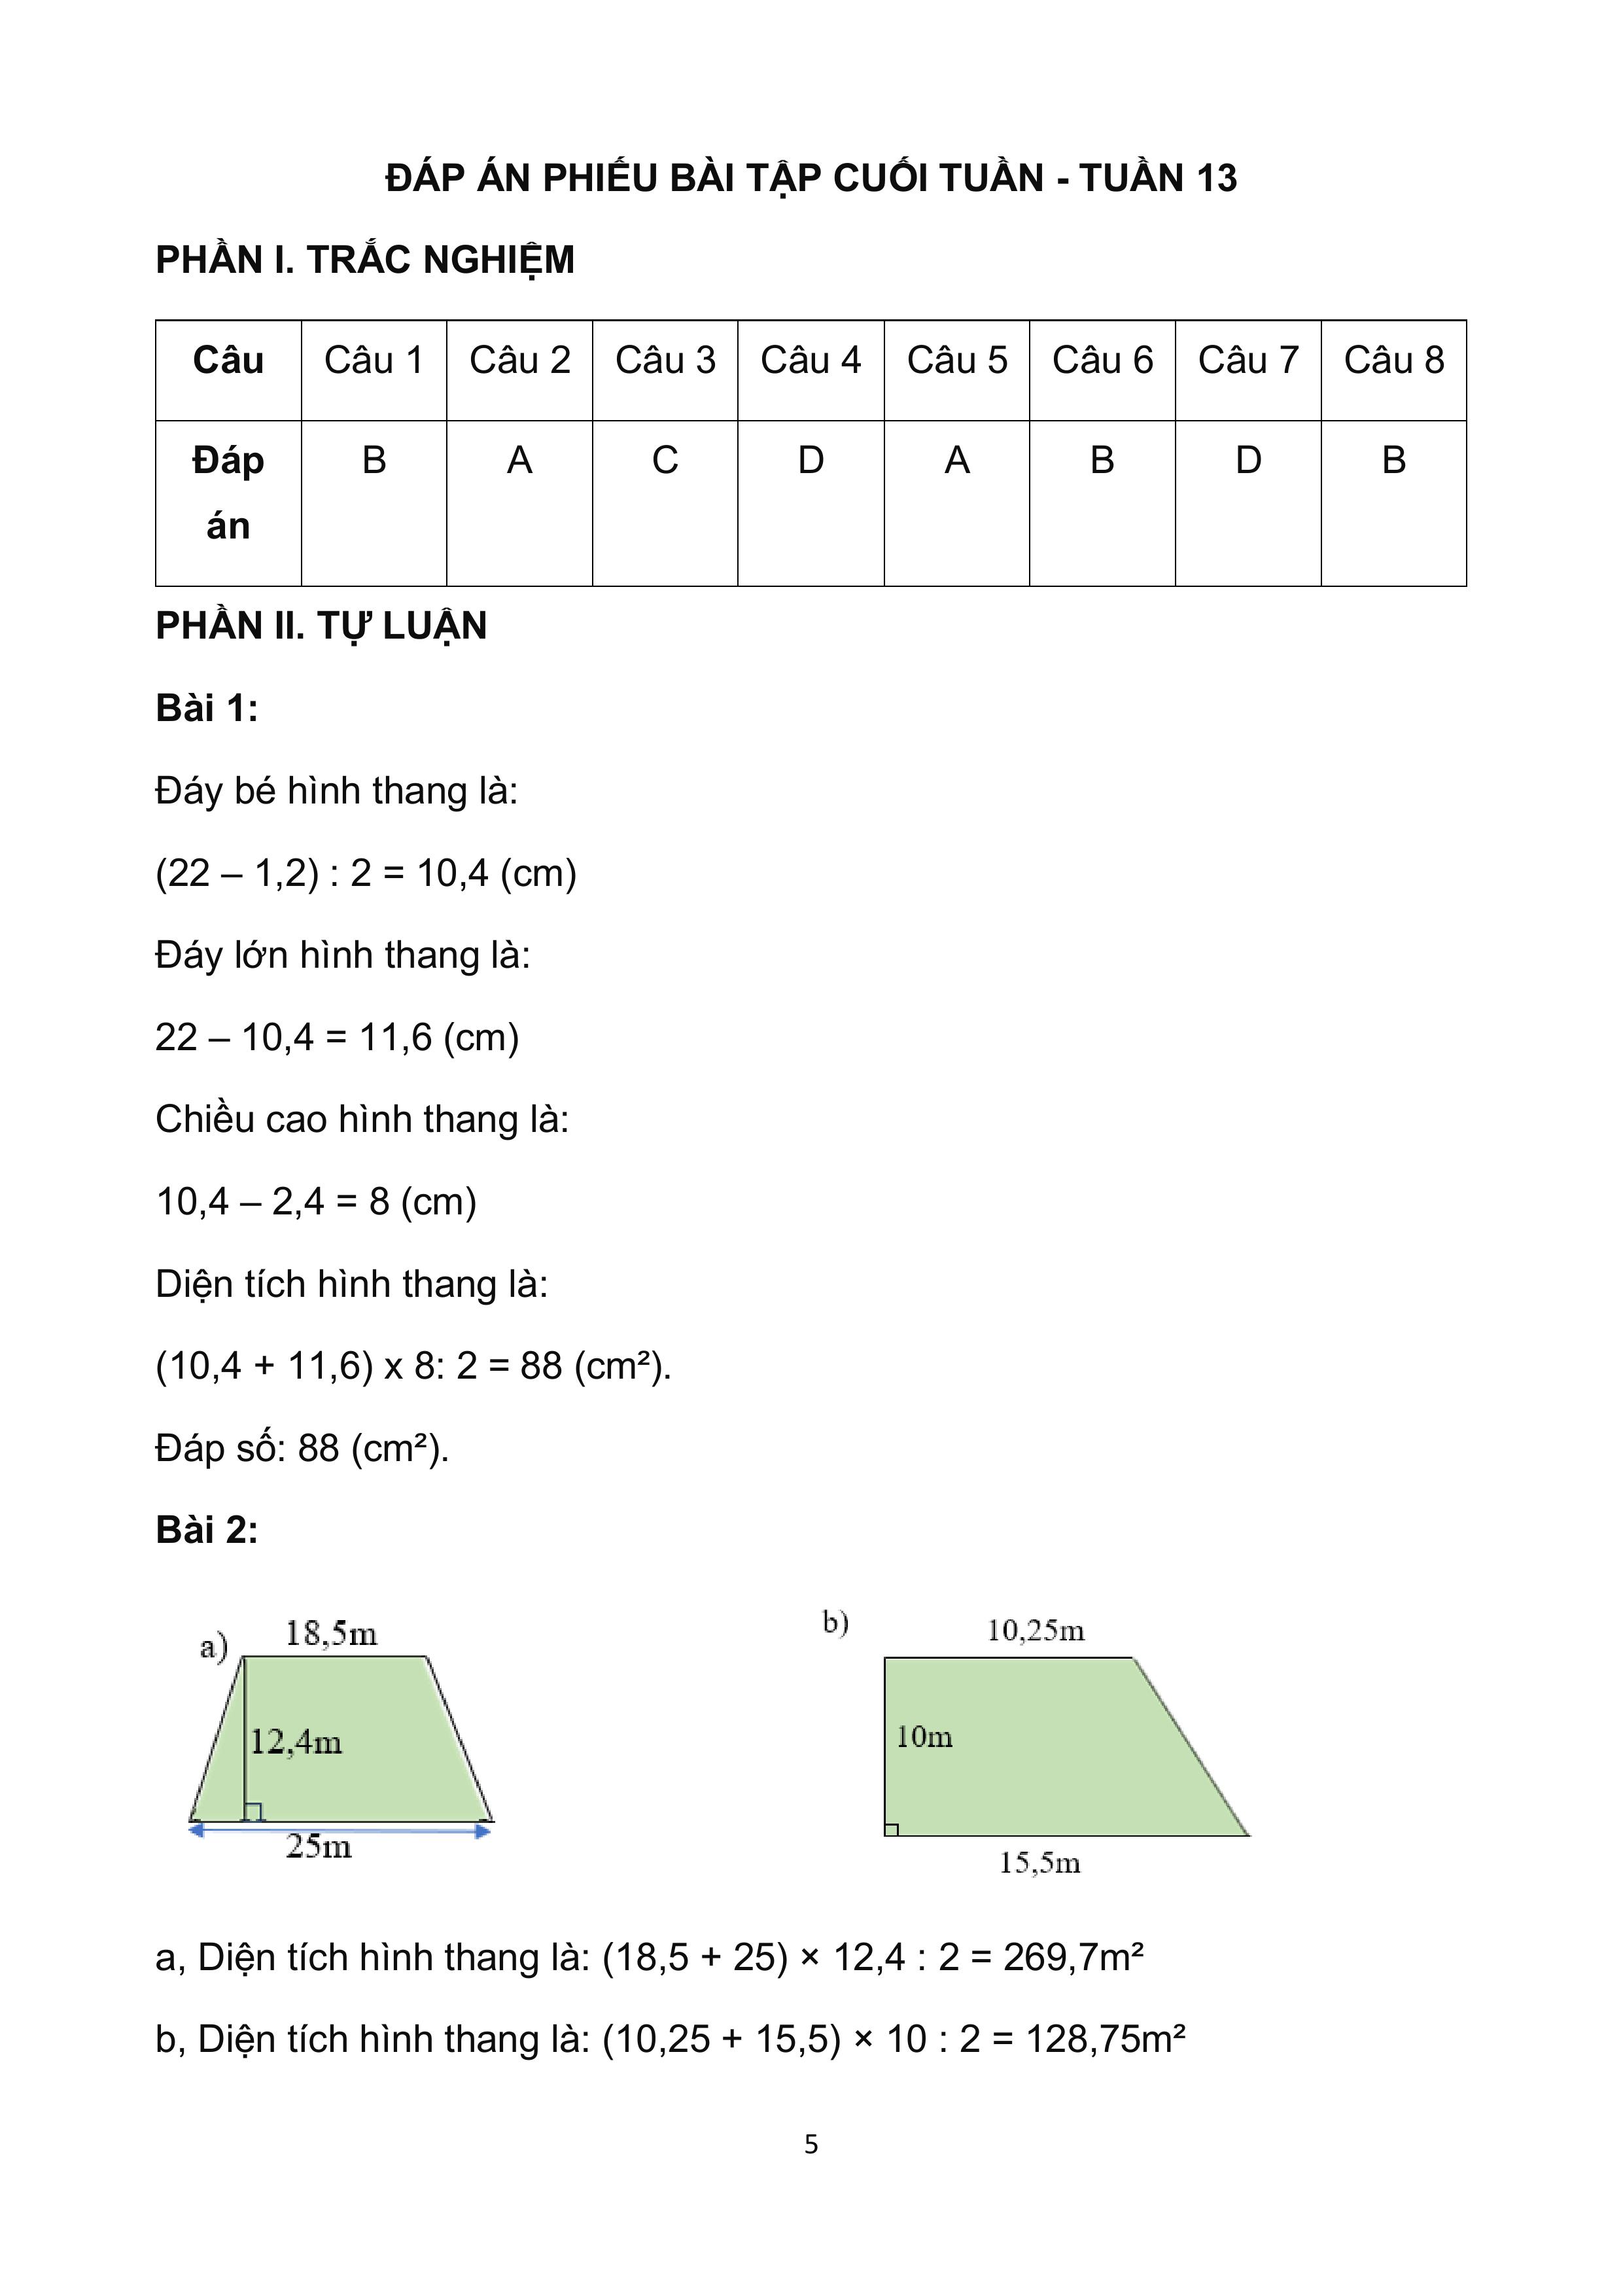 ĐÁP ÁN PHIẾU BÀI TẬP CUỐI TUẦN - TUẦN 13
PHẦN I. TRẮC NGHIỆM
Câu Câu 1 Câu 2 Câu 3 Câu 4 Câu 5 Câu 6 Câu 7 Câu 8
Đáp án B A C D A B D B
PHẦN II. TỰ LUẬN
Bài 1:
Đáy bé hình thang là:
(22 – 1,2) : 2 = 10,4 (cm)
Đáy lớn hình thang là:
22 – 10,4 = 11,6 (cm)
Chiều cao hình thang là:
10,4 – 2,4 = 8 (cm)
Diện tích hình thang là:
(10,4 + 11,6) x 8: 2 = 88 (cm²).
Đáp số: 88 (cm²).
Bài 2:
a) 18,5m
12,4m
25m
b) 10,25m
10m
15,5m
a, Diện tích hình thang là: (18,5 + 25) × 12,4 : 2 = 269,7m²
b, Diện tích hình thang là: (10,25 + 15,5) × 10 : 2 = 128,75m²
5